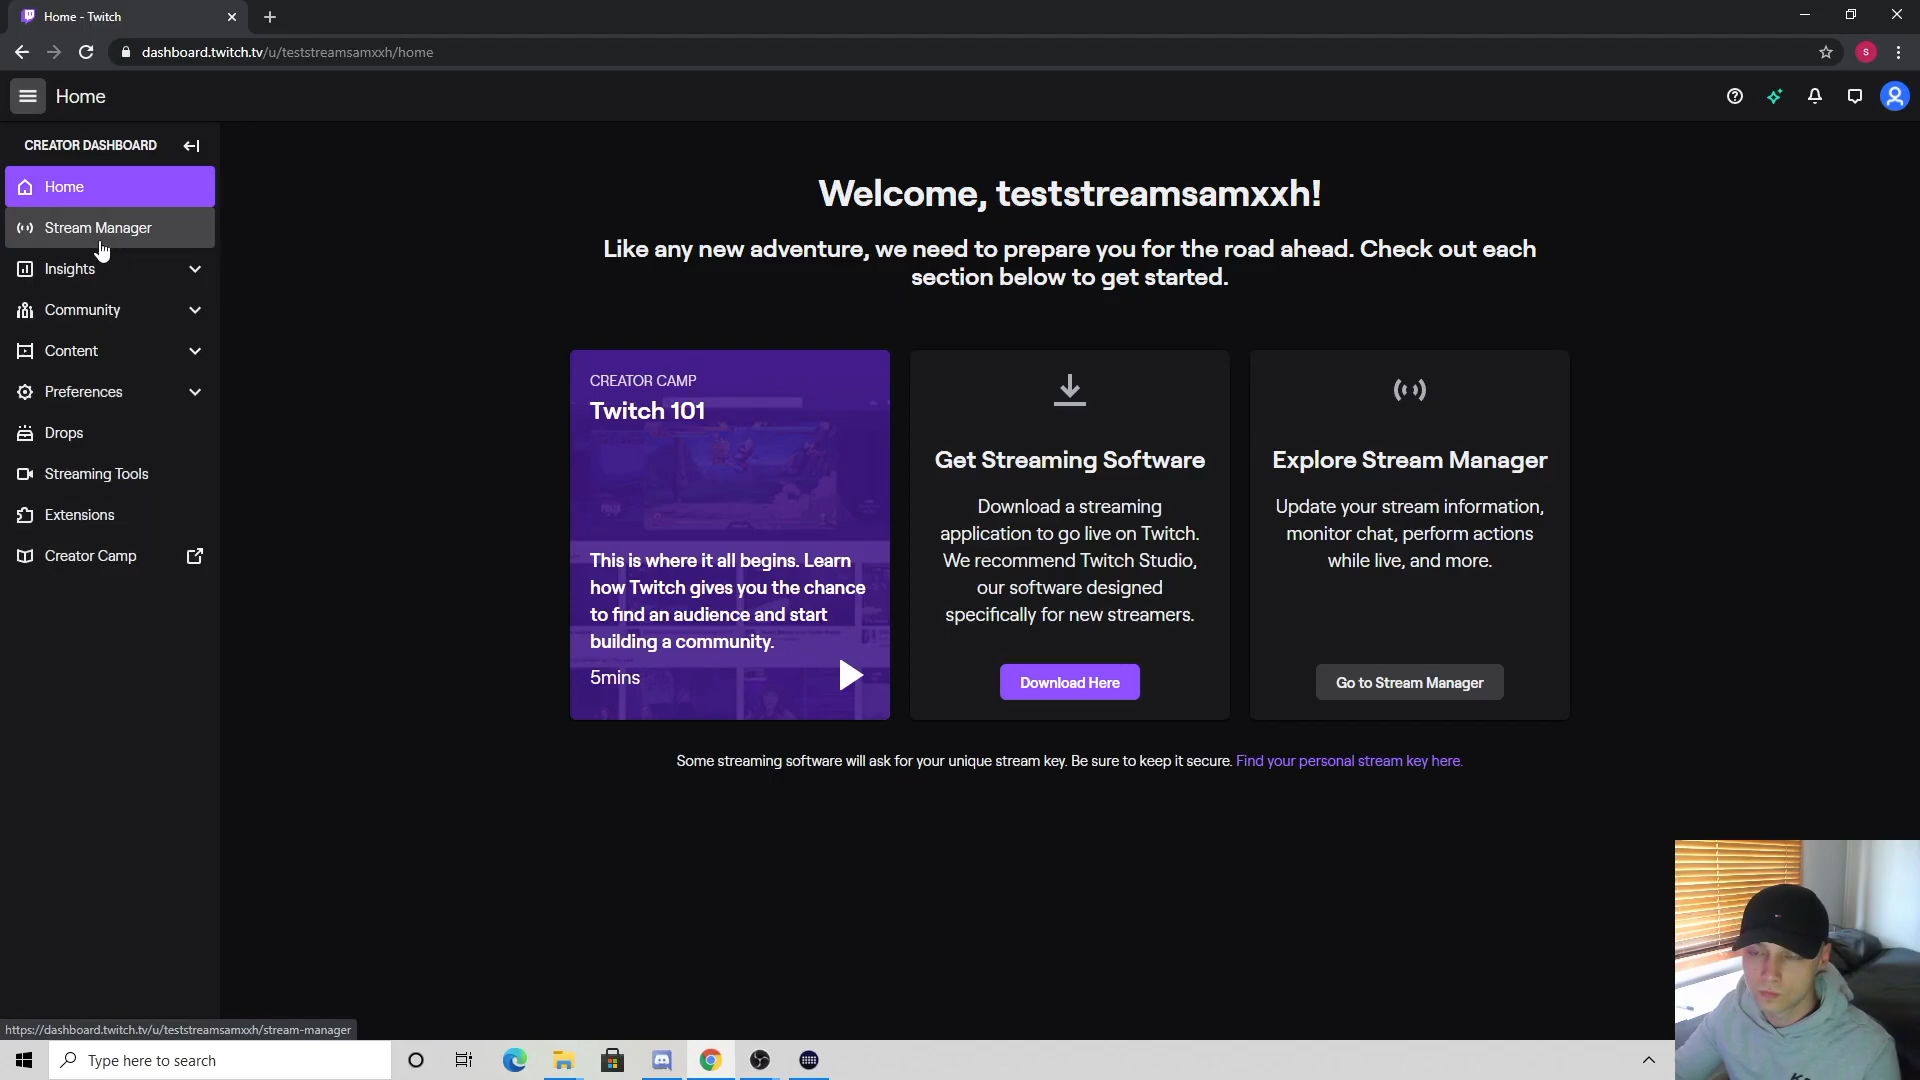 Home - Twitch
dashboard.twitch.tv/u/teststreamsamxxh/home
S
Home
CREATOR DASHBOARD
Home
Stream Manager
Insights
Community
Content
Preferences
Drops
Streaming Tools
Extensions
Creator Camp
Welcome, teststreamsamxxh!
Like any new adventure, we need to prepare you for the road ahead. Check out each
section below to get started.
CREATOR CAMP
Twitch 101
This is where it all begins. Learn
how Twitch gives you the chance
to find an audience and start
building a community.
5mins
Get Streaming Software
Download a streaming
application to go live on Twitch.
We recommend Twitch Studio,
our software designed
specifically for new streamers.
Download Here
Explore Stream Manager
Update your stream information,
monitor chat, perform actions
while live, and more.
Go to Stream Manager
Some streaming software will ask for your unique stream key. Be sure to keep it secure. Find your personal stream key here.
https://dashboard.twitch.tv/u/teststreamsamxxh/stream-manager
Type here to search